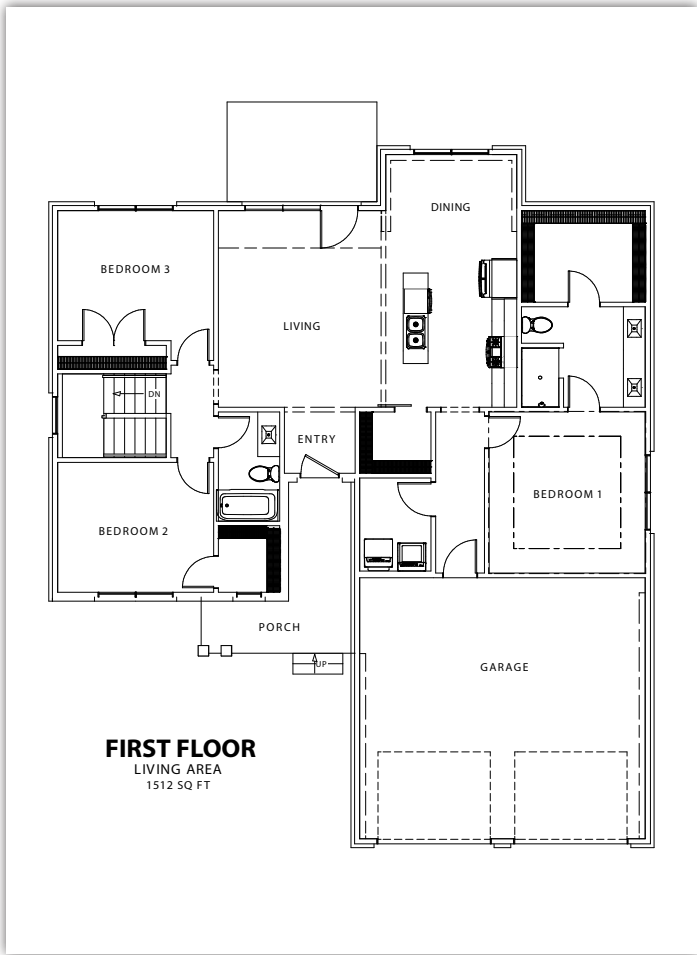 DINING
BEDROOM 3
LIVING
DN
ENTRY
BEDROOM 1
BEDROOM 2
PORCH
UP
GARAGE
FIRST FLOOR
LIVING AREA
1512 SQ FT